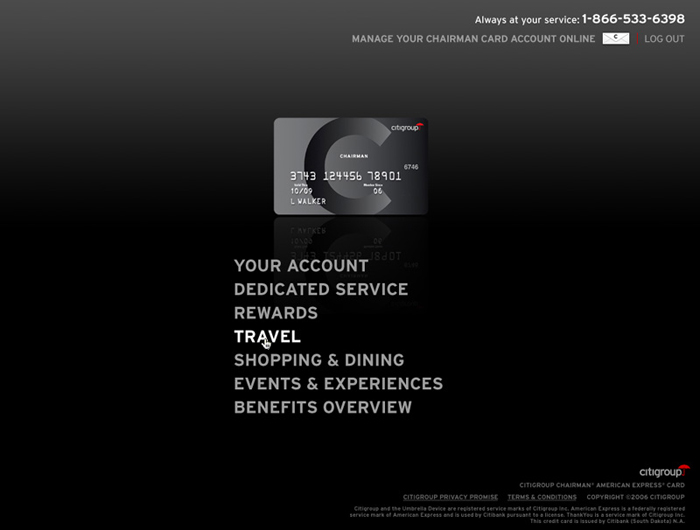 Always at your service: 1-866-533-6398
MANAGE YOUR CHAIRMAN CARD ACCOUNT ONLINE C LOG OUT
citigroup
CHAIRMAN
6746
3743 124456 78901
10/09 06
L WALKER
YOUR ACCOUNT
DEDICATED SERVICE
REWARDS
TRAVEL
SHOPPING & DINING
EVENTS & EXPERIENCES
BENEFITS OVERVIEW
citigroup
CITIGROUP CHAIRMAN® AMERICAN EXPRESS® CARD
CITIGROUP PRIVACY PROMISE TERMS & CONDITIONS COPYRIGHT ©2006 CITIGROUP
Citigroup and the Umbrella Device are registered service marks of Citigroup Inc. American Express is a federally registered
service mark of American Express and is used by Citibank pursuant to a license. ThankYou is a service mark of Citigroup Inc.
This credit card is issued by Citibank (South Dakota) N.A.